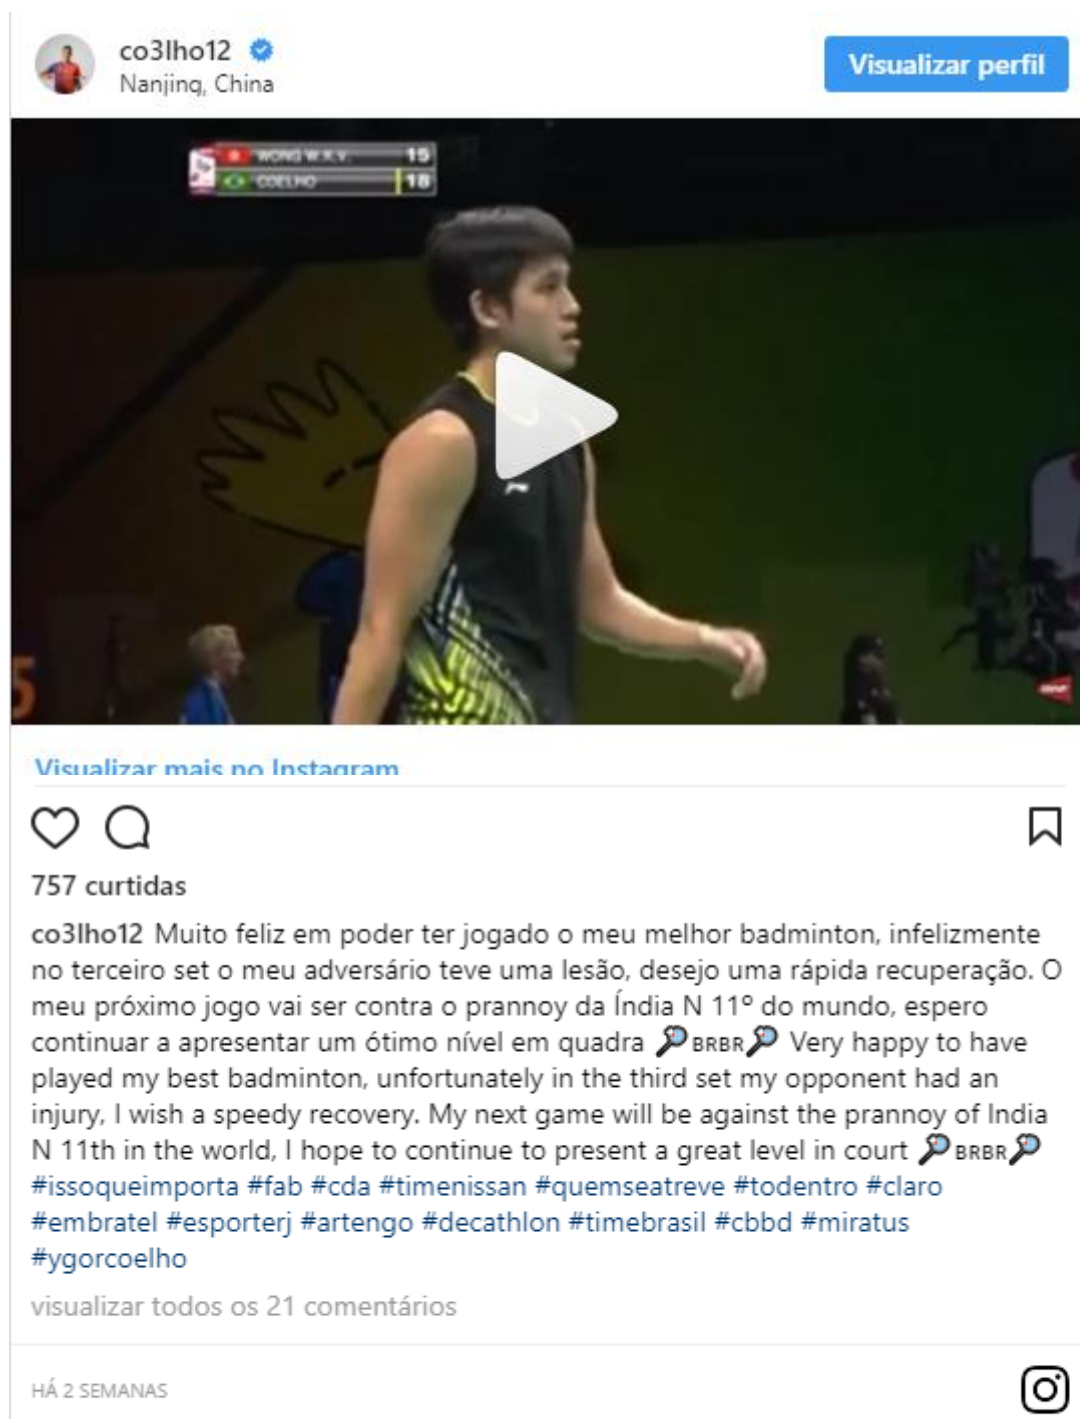 co3lho12
Nanjing, China
Visualizar perfil
WONG W.K.V. 15
COELHO 18
5
Visualizar mais no Instagram
757 curtidas
co3lho12 Muito feliz em poder ter jogado o meu melhor badminton, infelizmente
no terceiro set o meu adversário teve uma lesão, desejo uma rápida recuperação. O
meu próximo jogo vai ser contra o prannoy da Índia N 11º do mundo, espero
continuar a apresentar um ótimo nível em quadra BRBR Very happy to have
played my best badminton, unfortunately in the third set my opponent had an
injury, I wish a speedy recovery. My next game will be against the prannoy of India
N 11th in the world, I hope to continue to present a great level in court BRBR
#issoqueimporta #fab #cda #timenissan #quemseatreve #todentro #claro
#embratel #esporterj #artengo #decathlon #timebrasil #cbbd #miratus
#ygorcoelho
visualizar todos os 21 comentários
HÁ 2 SEMANAS